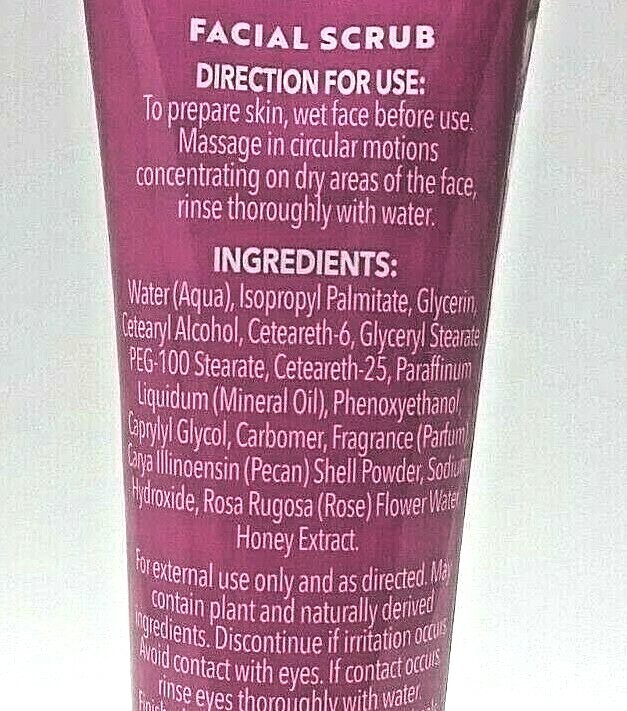 FACIAL SCRUB
DIRECTION FOR USE:
To prepare skin, wet face before use.
Massage in circular motions
concentrating on dry areas of the face,
rinse thoroughly with water.
INGREDIENTS:
Water (Aqua), Isopropyl Palmitate, Glycerin,
Cetearyl Alcohol, Ceteareth-6, Glyceryl Stearate
PEG-100 Stearate, Ceteareth-25, Paraffinum
Liquidum (Mineral Oil), Phenoxyethanol,
Caprylyl Glycol, Carbomer, Fragrance (Parfum)
Carya Illinoensin (Pecan) Shell Powder, Sodium
Hydroxide, Rosa Rugosa (Rose) Flower Water,
Honey Extract.
For external use only and as directed. May
contain plant and naturally derived
ingredients. Discontinue if irritation occurs.
Avoid contact with eyes. If contact occurs,
rinse eyes thoroughly with water.